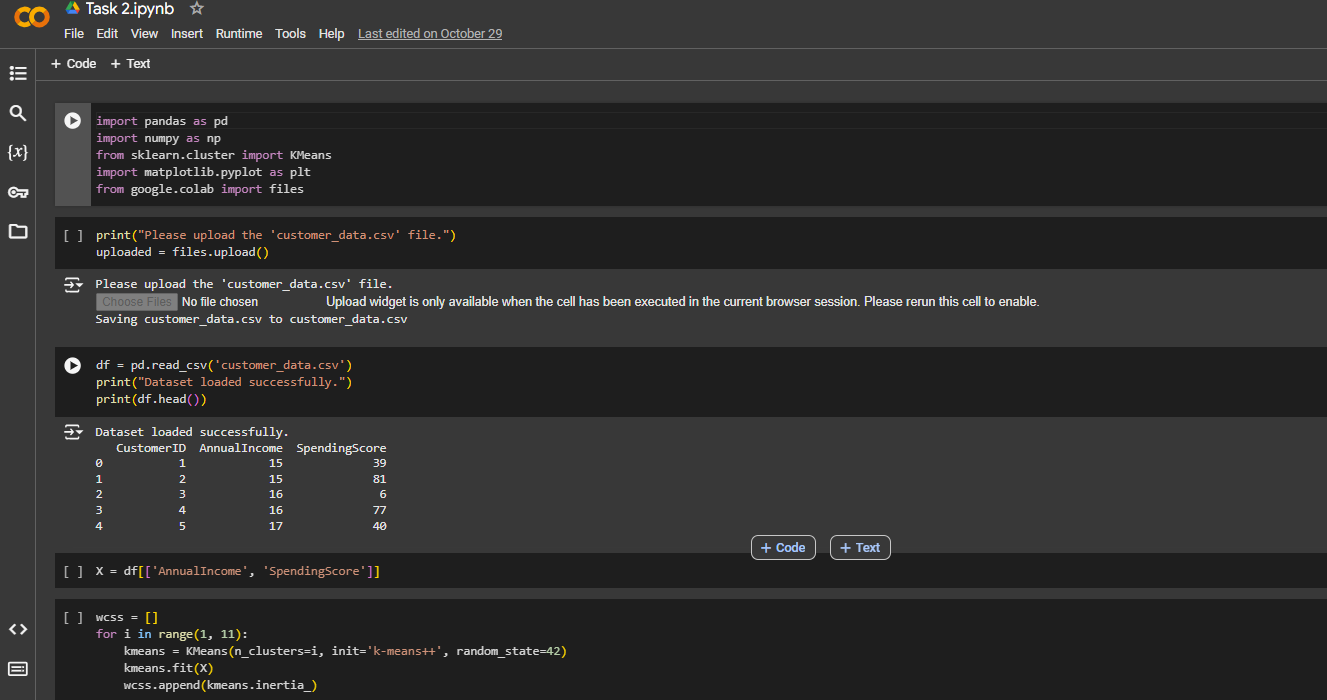 Task 2.ipynb
File Edit View Insert Runtime Tools Help Last edited on October 29
+ Code + Text
import pandas as pd
import numpy as np
from sklearn.cluster import KMeans
import matplotlib.pyplot as plt
from google.colab import files
[ ] print("Please upload the 'customer_data.csv' file.")
uploaded = files.upload()
Please upload the 'customer_data.csv' file.
Choose Files No file chosen Upload widget is only available when the cell has been executed in the current browser session. Please rerun this cell to enable.
Saving customer_data.csv to customer_data.csv
df = pd.read_csv('customer_data.csv')
print("Dataset loaded successfully.")
print(df.head())
Dataset loaded successfully.
CustomerID AnnualIncome SpendingScore
0 1 15 39
1 2 15 81
2 3 16 6
3 4 16 77
4 5 17 40
+ Code + Text
[ ] X = df[['AnnualIncome', 'SpendingScore']]
[ ] wcss = []
for i in range(1, 11):
    kmeans = KMeans(n_clusters=i, init='k-means++', random_state=42)
    kmeans.fit(X)
    wcss.append(kmeans.inertia_)